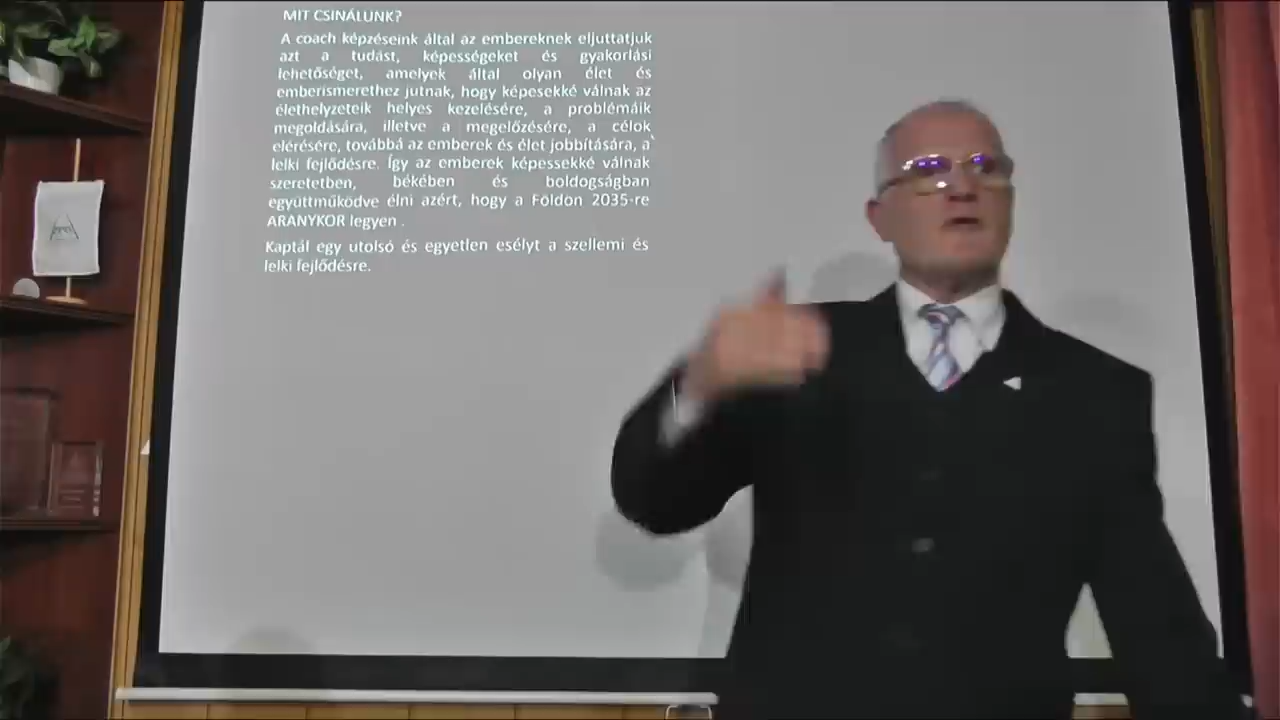 MIT CSINÁLUNK?
A coach képzéseink által az embereknek eljuttatjuk
azt a tudást, képességeket és gyakorlási
lehetőséget, amelyek által olyan élet és
emberismerethez jutnak, hogy képesekké válnak az
élethelyzeteik helyes kezelésére, a problémáik
megoldására, illetve a megelőzésére, a célok
elérésére, továbbá az emberek és élet jobbítására, a
lelki fejlődésre. Így az emberek képessekké válnak
szeretetben, békében és boldogságban
együttműködve élni azért, hogy a Földön 2035-re
ARANYKOR legyen .
Kaptál egy utolsó és egyetlen esélyt a szellemi és
lelki fejlődésre.